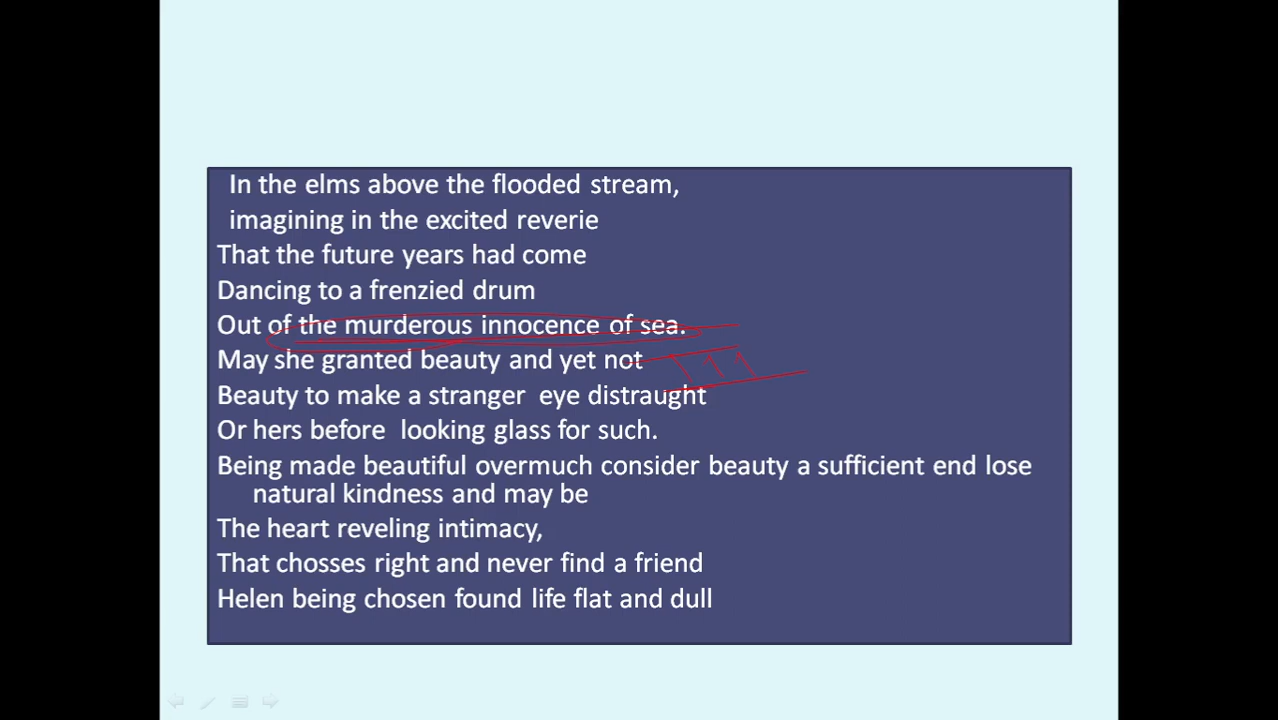 In the elms above the flooded stream,
imagining in the excited reverie
That the future years had come
Dancing to a frenzied drum
Out of the murderous innocence of sea.
May she granted beauty and yet not
Beauty to make a stranger eye distraught
Or hers before looking glass for such.
Being made beautiful overmuch consider beauty a sufficient end lose
natural kindness and may be
The heart reveling intimacy,
That chosses right and never find a friend
Helen being chosen found life flat and dull